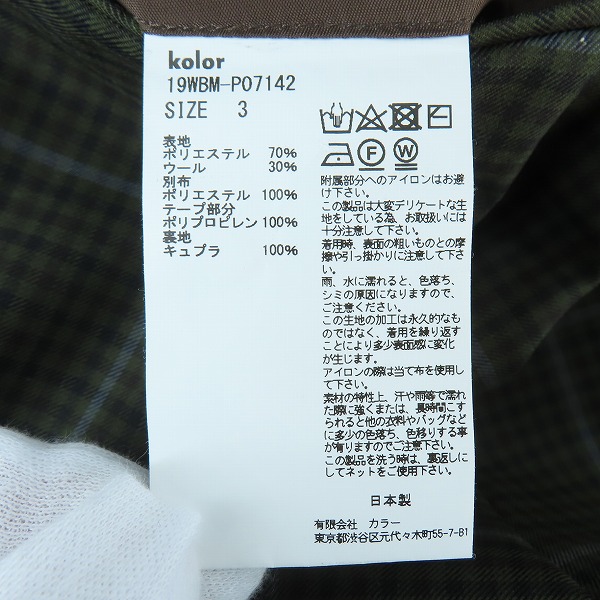 kolor
19WBM-P07142
SIZE 3
表地
ポリエステル 70%
ウール 30%
別布
ポリエステル 100%
テープ部分
ポリプロピレン 100%
裏地
キュプラ 100%
F W
附属部分へのアイロンはお避
け下さい。
この製品は大変デリケートな生
地をしている為、お取扱いには
十分注意して下さい。
着用時、表面の粗いものとの摩
擦や引っ掛かりに注意して下さ
い。
雨、水に濡れると、色落ち、
シミの原因になりますので、
ご注意ください。
この生地の加工は永久的なも
のではなく、着用を繰り返す
ことにより多少表面感に変化
が生じます。
アイロンの際は当て布を使用し
て下さい。
素材の特性上、汗や雨等で濡れ
た際に強くまたは、長時間こす
られると他の衣料やバッグなど
に多少の色落ち、色移りする事
が有りますのでご注意下さい。
この製品を洗う時は、裏返しに
してネットをご使用下さい。
日本製
有限会社 カラー
東京都渋谷区元代々木町55-7-B1